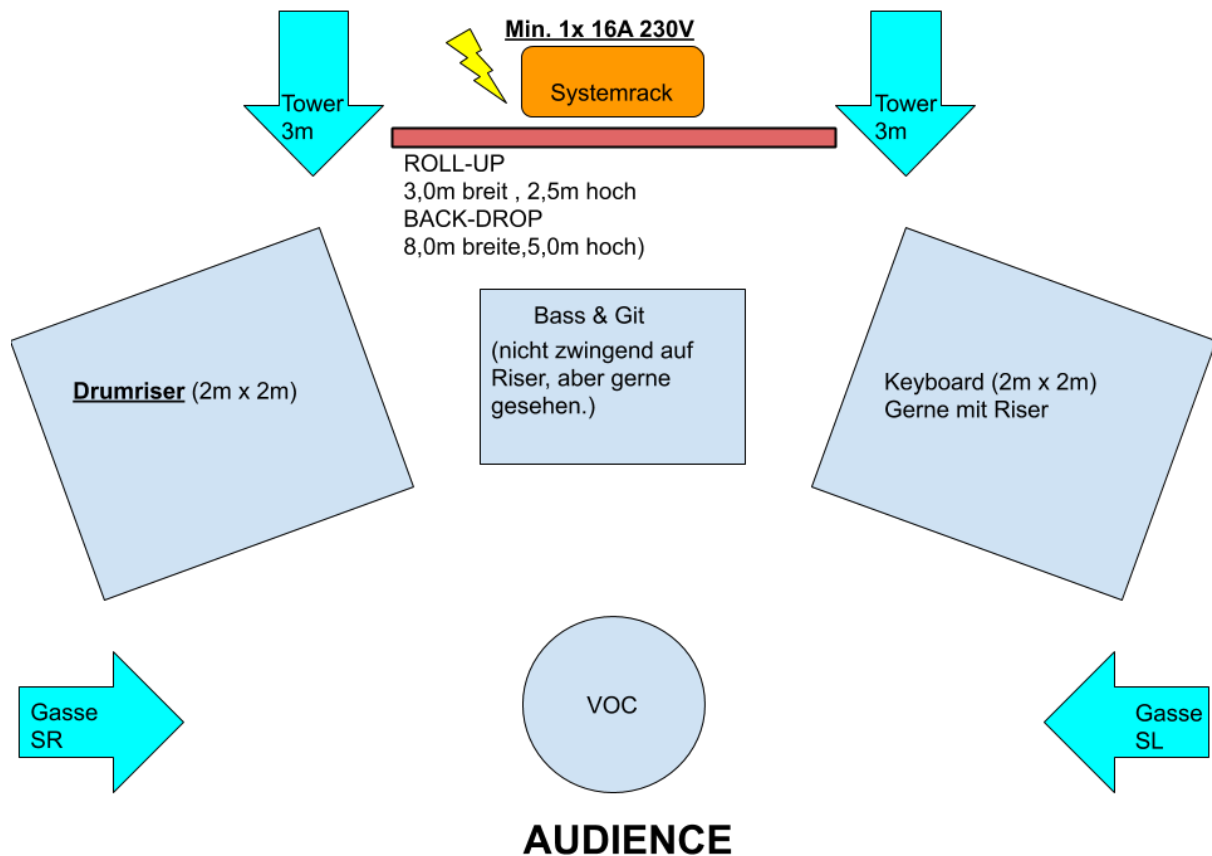 Min. 1x 16A 230V
Systemrack
Tower
3m
Tower
3m
ROLL-UP
3,0m breit , 2,5m hoch
BACK-DROP
8,0m breite,5,0m hoch)
Bass & Git
(nicht zwingend auf
Riser, aber gerne
gesehen.)
Drumriser (2m x 2m)
Keyboard (2m x 2m)
Gerne mit Riser
Gasse
SR
VOC
Gasse
SL
AUDIENCE